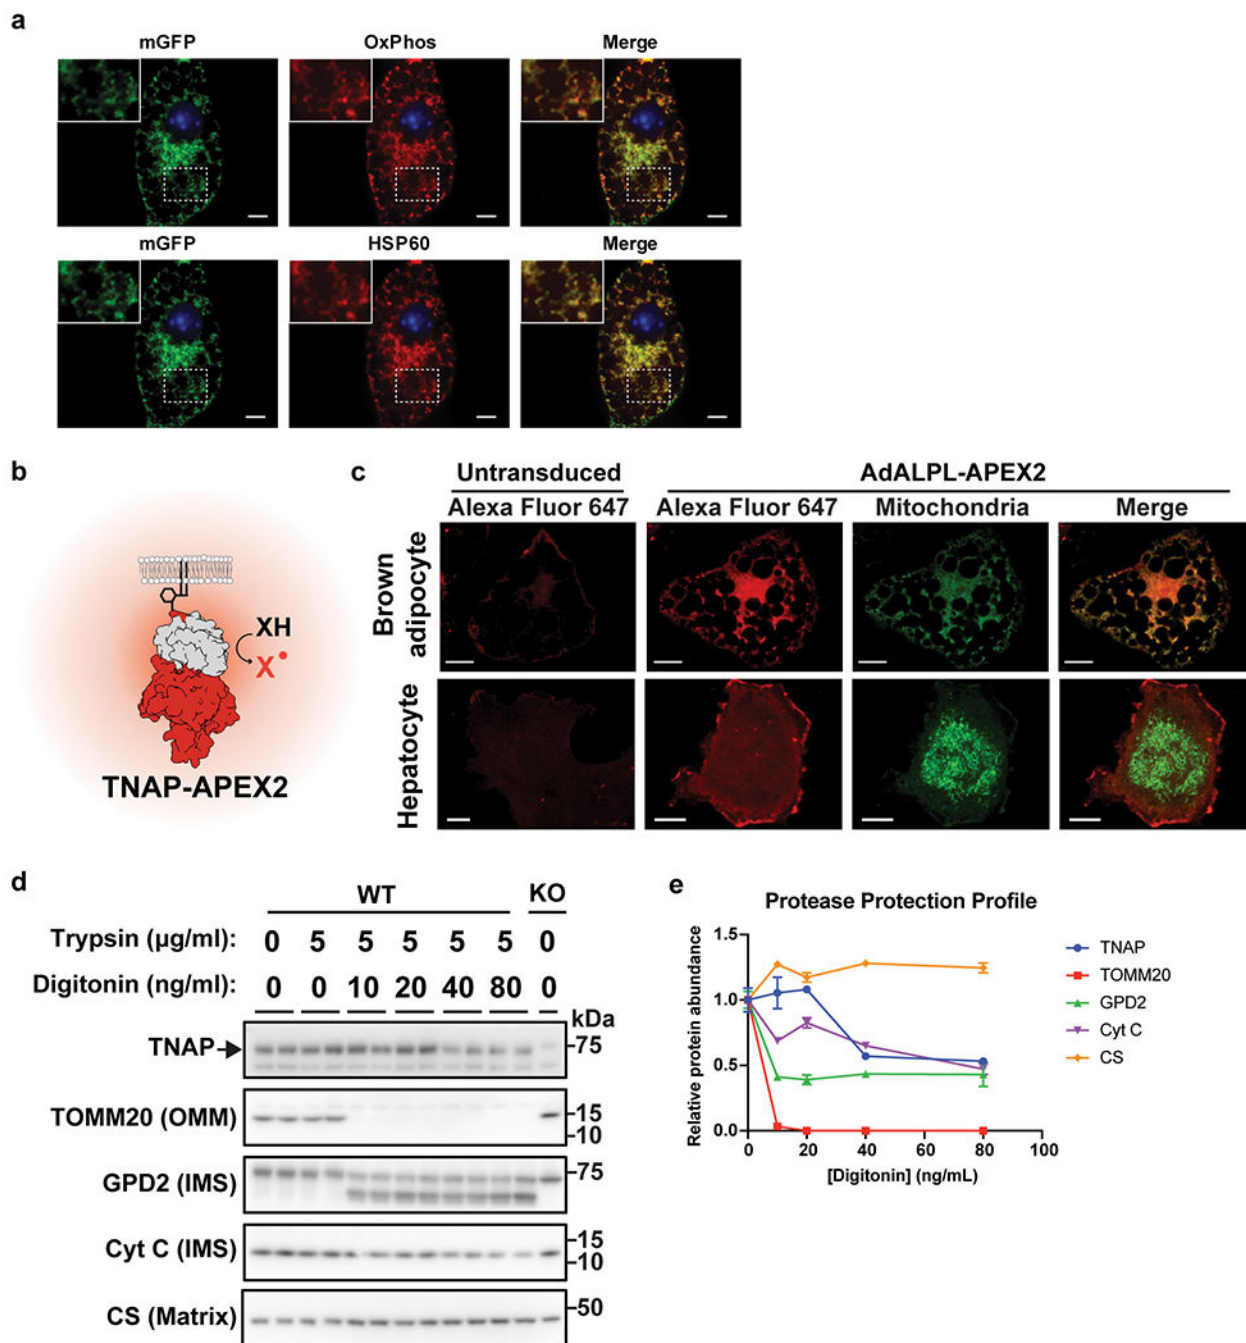 a
mGFP OxPhos Merge
mGFP HSP60 Merge
b
XH
X•
TNAP-APEX2
c
Untransduced AdALPL-APEX2
Alexa Fluor 647 Alexa Fluor 647 Mitochondria Merge
Brown
adipocyte
Hepatocyte
d
WT KO
Trypsin (µg/ml): 0 5 5 5 5 5 0
Digitonin (ng/ml): 0 0 10 20 40 80 0
kDa
TNAP 75
TOMM20 (OMM) 15
10
GPD2 (IMS) 75
Cyt C (IMS) 15
10
CS (Matrix) 50
e
Protease Protection Profile
Relative protein abundance
1.5
1.0
0.5
0.0
0 20 40 60 80 100
[Digitonin] (ng/mL)
TNAP
TOMM20
GPD2
Cyt C
CS